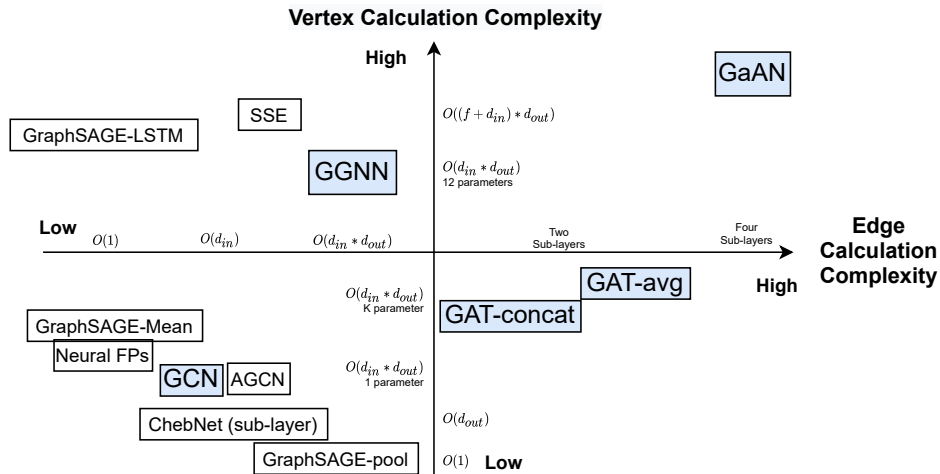 Vertex Calculation Complexity
High
GaAN
SSE
O((f + d_in) * d_out)
GraphSAGE-LSTM
GGNN
O(d_in * d_out)
12 parameters
Low
O(1)
O(d_in)
O(d_in * d_out)
Two
Sub-layers
Four
Sub-layers
Edge
Calculation
Complexity
High
GAT-avg
O(d_in * d_out)
K parameter
GAT-concat
GraphSAGE-Mean
Neural FPs
GCN
AGCN
O(d_in * d_out)
1 parameter
ChebNet (sub-layer)
O(d_out)
GraphSAGE-pool
O(1)
Low